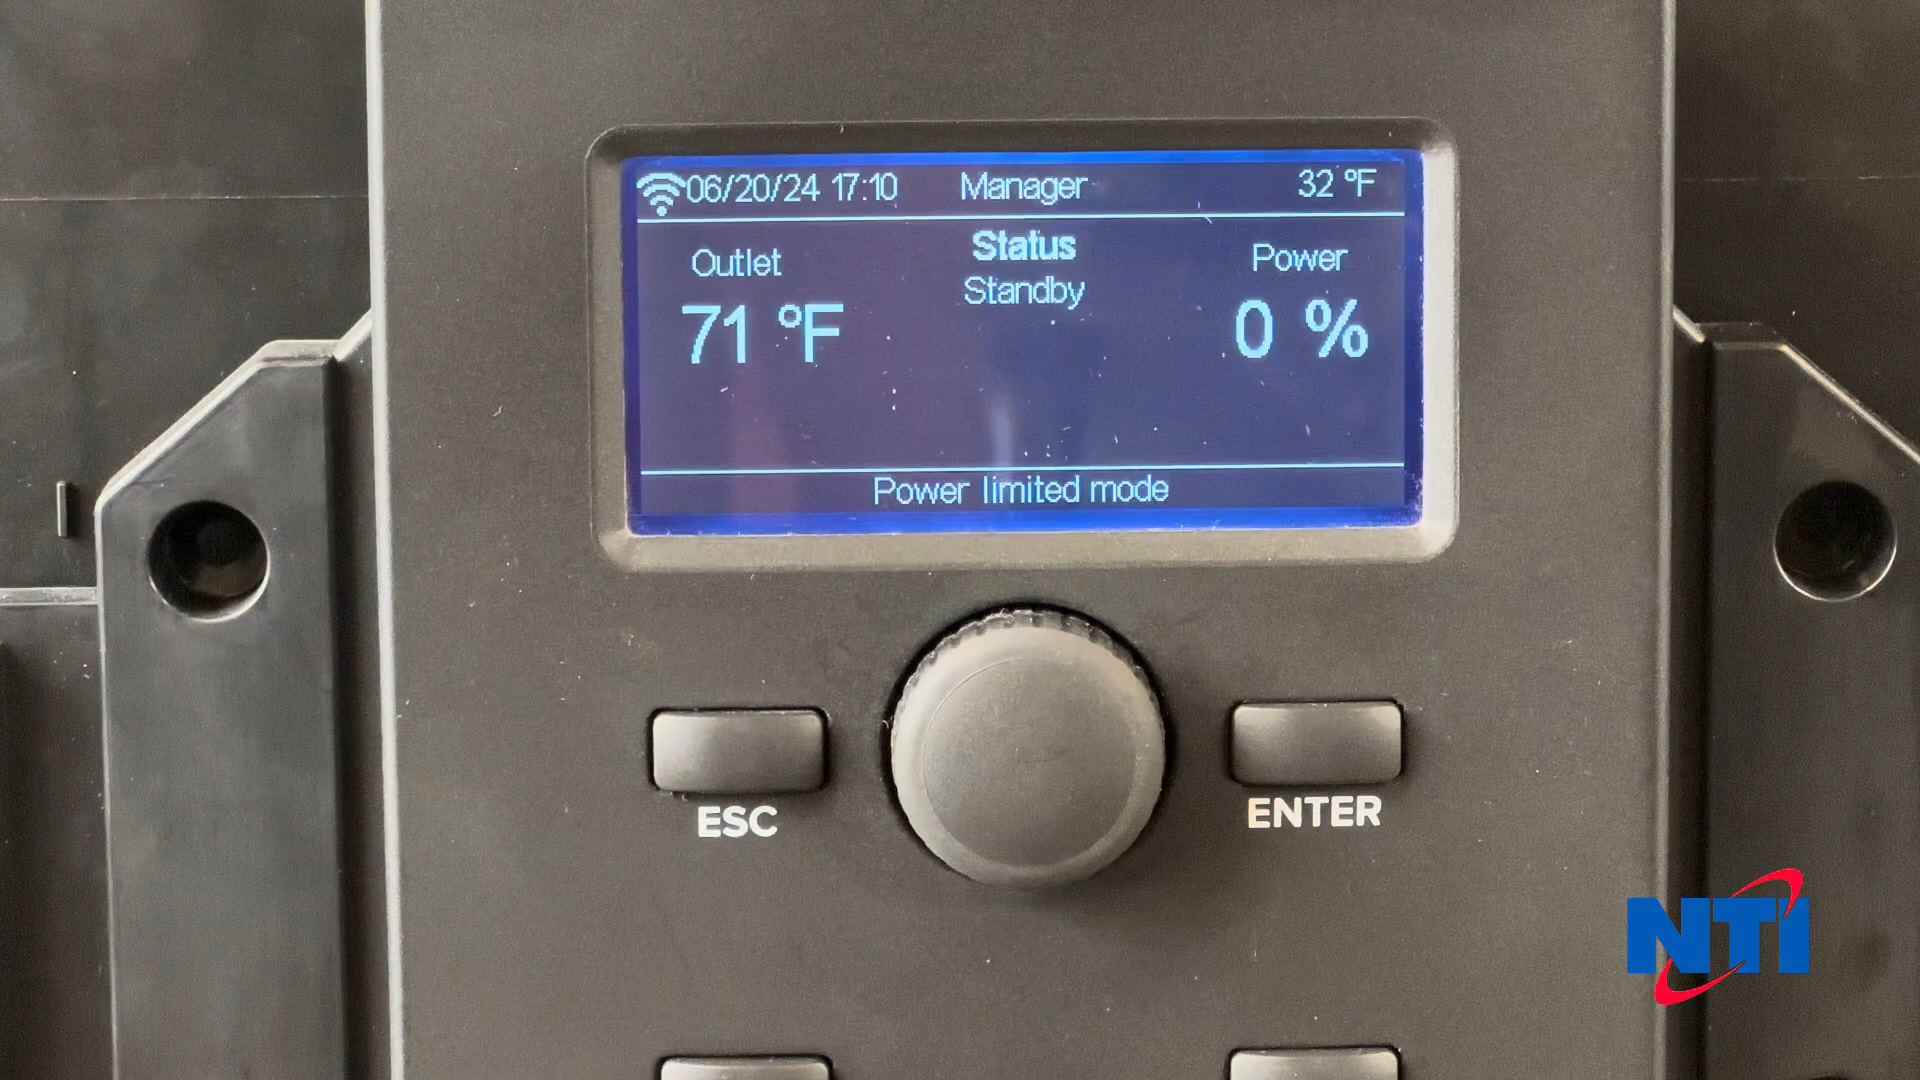 06/20/24 17:10 Manager 32 °F
Status
Outlet Power
Standby
71 °F 0 %
Power limited mode
ESC ENTER
NTI